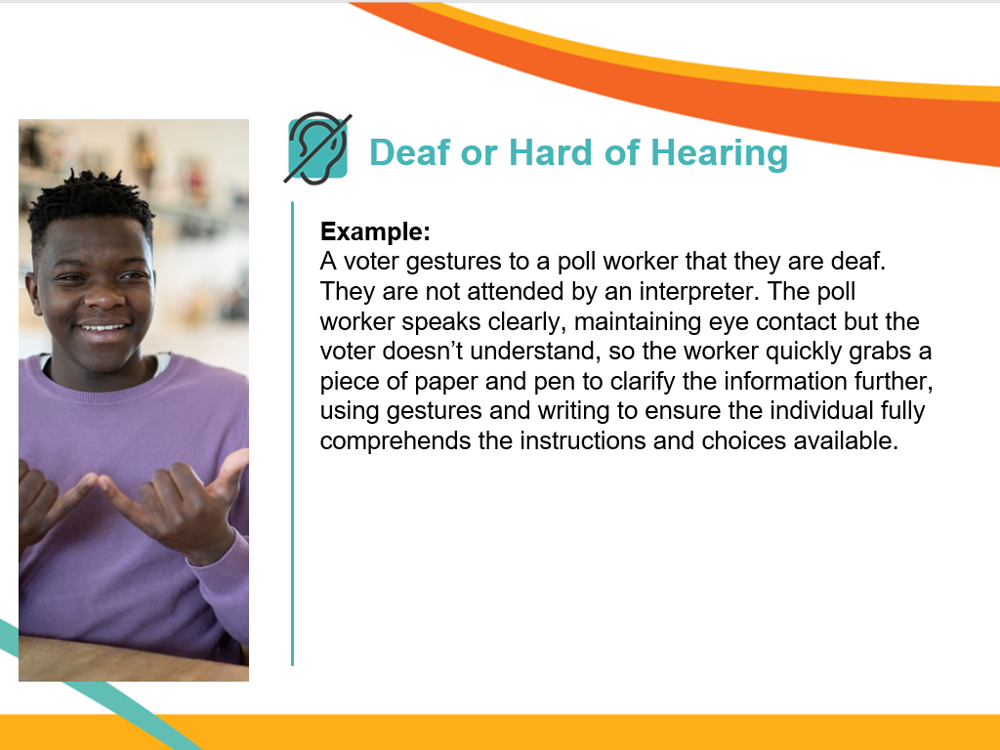 Deaf or Hard of Hearing
Example:
A voter gestures to a poll worker that they are deaf.
They are not attended by an interpreter. The poll
worker speaks clearly, maintaining eye contact but the
voter doesn’t understand, so the worker quickly grabs a
piece of paper and pen to clarify the information further,
using gestures and writing to ensure the individual fully
comprehends the instructions and choices available.